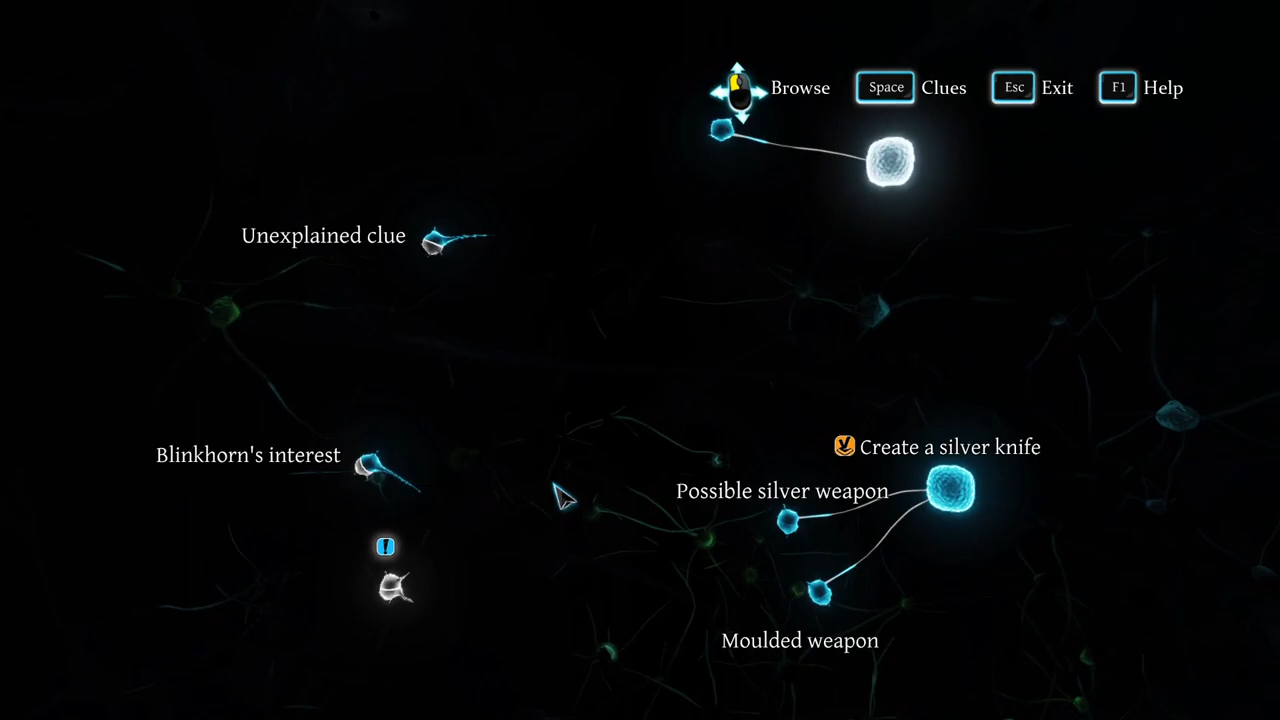 Browse Space Clues Esc Exit F1 Help
Unexplained clue
Create a silver knife
Blinkhorn's interest
Possible silver weapon
!
Moulded weapon